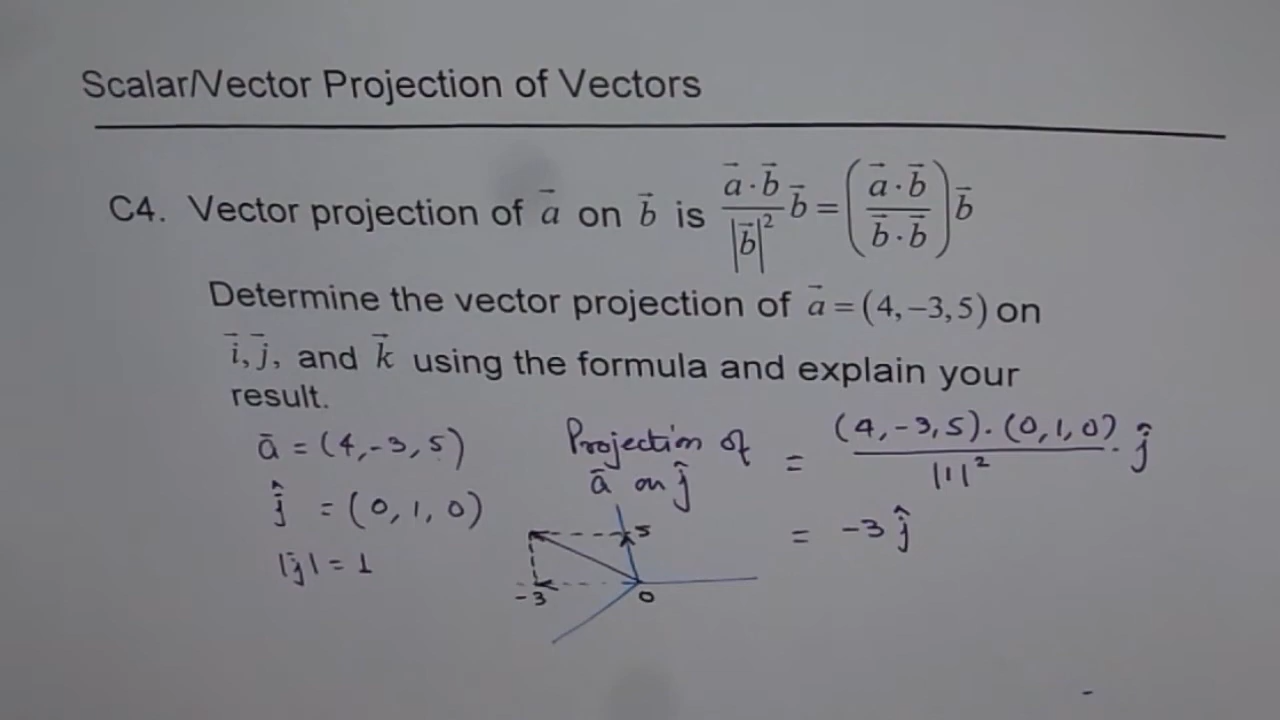 Scalar/Vector Projection of Vectors
C4. Vector projection of a⃗ on b⃗ is (a⃗ · b⃗)/|b⃗|² b⃗ = ((a⃗ · b⃗)/(b⃗ · b⃗)) b⃗
Determine the vector projection of a⃗ = (4, −3, 5) on
i⃗, j⃗, and k⃗ using the formula and explain your
result.
ā = (4, -3, 5)
ĵ = (0, 1, 0)
|ĵ| = 1
Projection of
ā on ĵ
= (4, -3, 5) · (0, 1, 0) / |1|² · ĵ
= -3 ĵ
5
-3
0